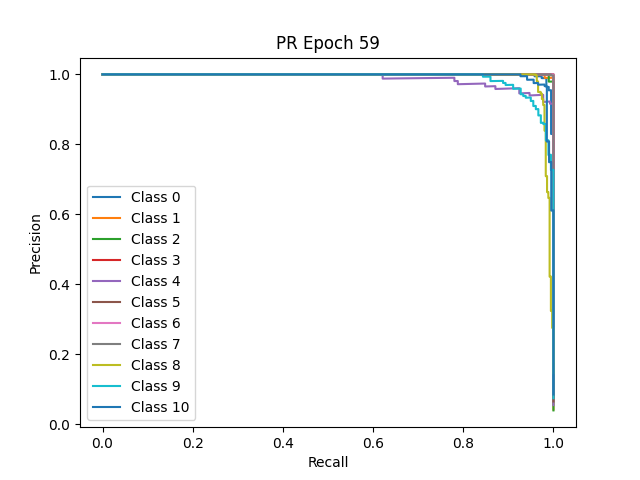 PR Epoch 59
1.0
0.8
0.6
0.4
0.2
0.0
Precision
Class 0
Class 1
Class 2
Class 3
Class 4
Class 5
Class 6
Class 7
Class 8
Class 9
Class 10
0.0 0.2 0.4 0.6 0.8 1.0
Recall